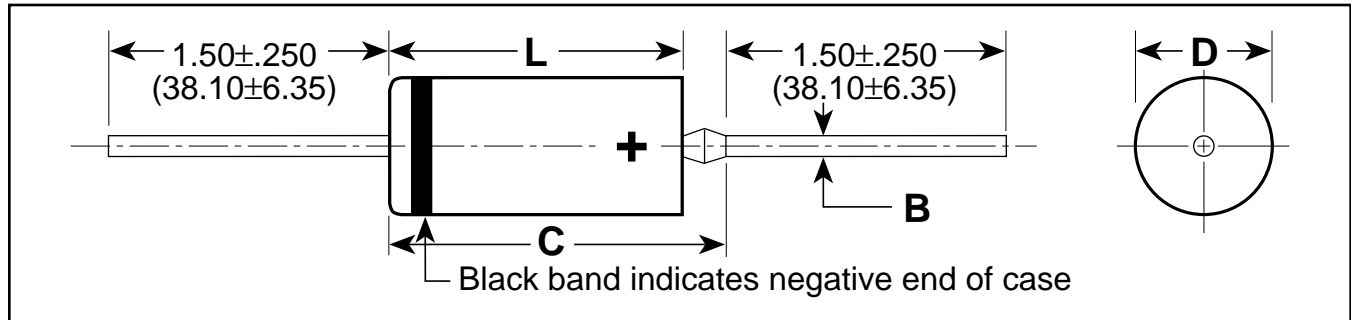 1.50±.250
(38.10±6.35)
L
1.50±.250
(38.10±6.35)
D
+
B
C
Black band indicates negative end of case